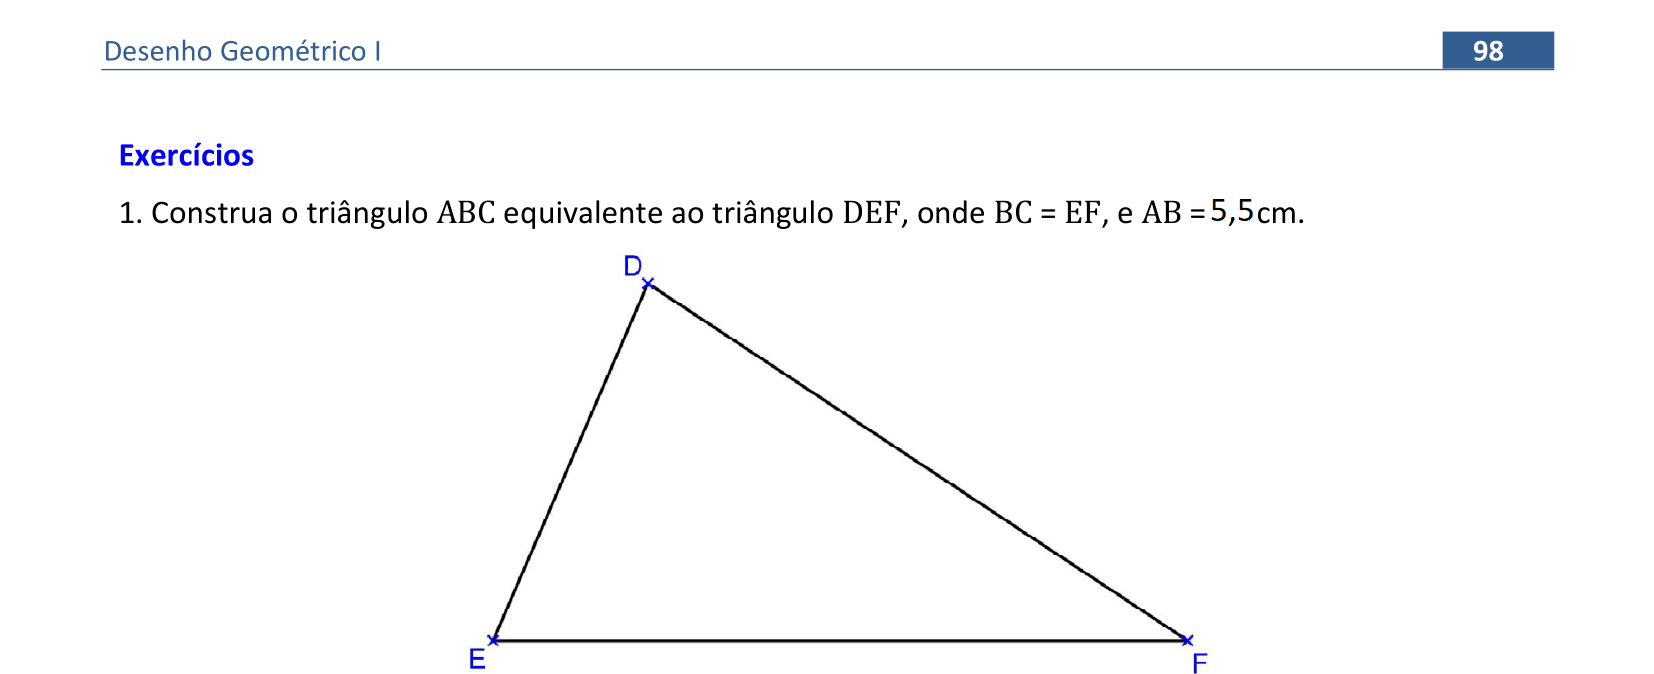 Desenho Geométrico I 98
Exercícios
1. Construa o triângulo ABC equivalente ao triângulo DEF, onde BC = EF, e AB = 5,5cm.
D
E
F